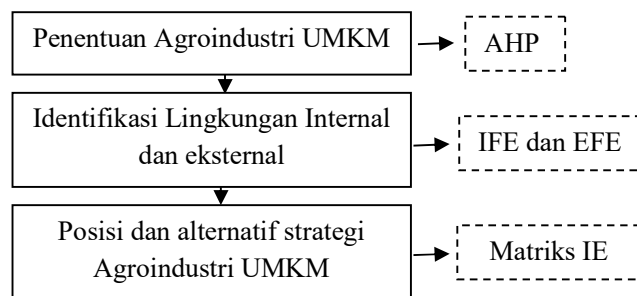 Penentuan Agroindustri UMKM
AHP
Identifikasi Lingkungan Internal
dan eksternal
IFE dan EFE
Posisi dan alternatif strategi
Agroindustri UMKM
Matriks IE